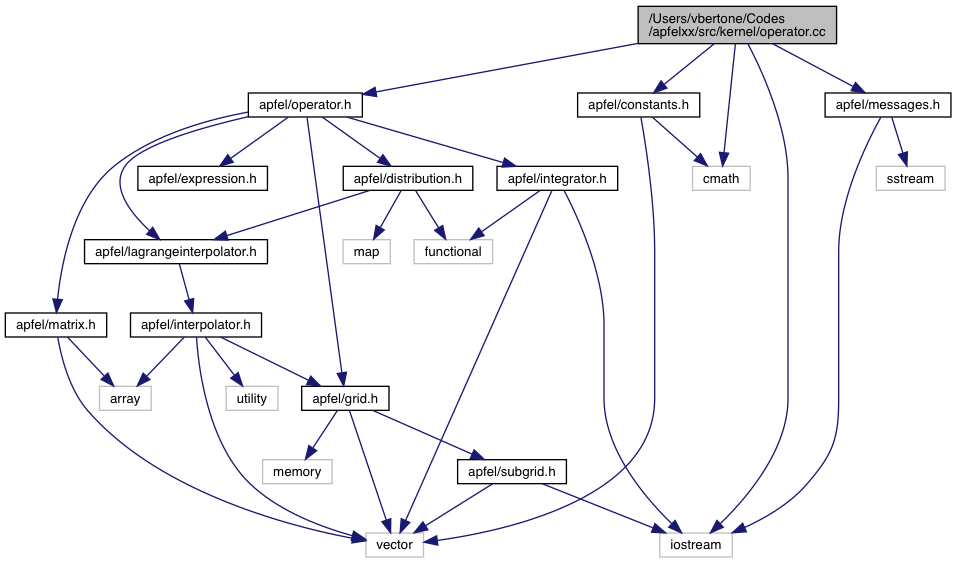 /Users/vbertone/Codes
/apfelxx/src/kernel/operator.cc
apfel/operator.h
apfel/constants.h
apfel/messages.h
apfel/expression.h
apfel/distribution.h
apfel/integrator.h
cmath
sstream
apfel/lagrangeinterpolator.h
map
functional
apfel/matrix.h
apfel/interpolator.h
array
utility
apfel/grid.h
memory
apfel/subgrid.h
vector
iostream